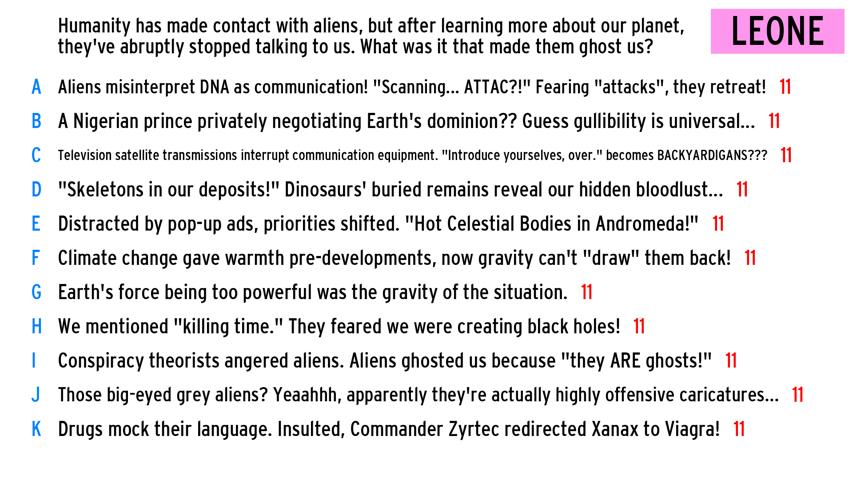 Humanity has made contact with aliens, but after learning more about our planet,
they've abruptly stopped talking to us. What was it that made them ghost us?
LEONE
A Aliens misinterpret DNA as communication! "Scanning... ATTAC?!" Fearing "attacks", they retreat! 11
B A Nigerian prince privately negotiating Earth's dominion?? Guess gullibility is universal... 11
C Television satellite transmissions interrupt communication equipment. "Introduce yourselves, over." becomes BACKYARDIGANS??? 11
D "Skeletons in our deposits!" Dinosaurs' buried remains reveal our hidden bloodlust... 11
E Distracted by pop-up ads, priorities shifted. "Hot Celestial Bodies in Andromeda!" 11
F Climate change gave warmth pre-developments, now gravity can't "draw" them back! 11
G Earth's force being too powerful was the gravity of the situation. 11
H We mentioned "killing time." They feared we were creating black holes! 11
I Conspiracy theorists angered aliens. Aliens ghosted us because "they ARE ghosts!" 11
J Those big-eyed grey aliens? Yeaahhh, apparently they're actually highly offensive caricatures... 11
K Drugs mock their language. Insulted, Commander Zyrtec redirected Xanax to Viagra! 11